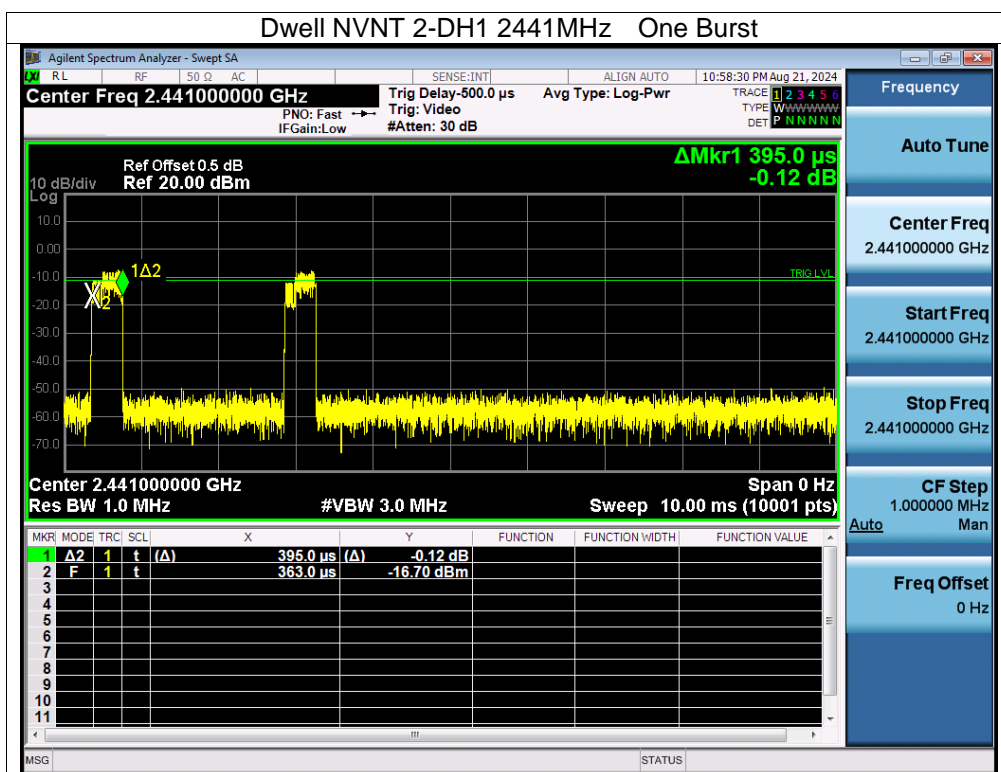 Dwell NVNT 2-DH1 2441MHz One Burst
Agilent Spectrum Analyzer - Swept SA
LXI RL RF 50 Ω AC SENSE:INT ALIGN AUTO 10:58:30 PM Aug 21, 2024
Center Freq 2.441000000 GHz
PNO: Fast
IFGain:Low
Trig Delay-500.0 µs
Trig: Video
#Atten: 30 dB
Avg Type: Log-Pwr
TRACE 1 2 3 4 5 6
TYPE WWWWWW
DET P N N N N N
ΔMkr1 395.0 µs
-0.12 dB
Ref Offset 0.5 dB
10 dB/div Ref 20.00 dBm
Log
10.0
0.00
-10.0
TRIG LVL
1Δ2
X2
-20.0
-30.0
-40.0
-50.0
-60.0
-70.0
Center 2.441000000 GHz Span 0 Hz
Res BW 1.0 MHz #VBW 3.0 MHz Sweep 10.00 ms (10001 pts)
MKR MODE TRC SCL X Y FUNCTION FUNCTION WIDTH FUNCTION VALUE
1 Δ2 1 t (Δ) 395.0 µs (Δ) -0.12 dB
2 F 1 t 363.0 µs -16.70 dBm
3
4
5
6
7
8
9
10
11
MSG STATUS
Frequency
Auto Tune
Center Freq
2.441000000 GHz
Start Freq
2.441000000 GHz
Stop Freq
2.441000000 GHz
CF Step
1.000000 MHz
Auto Man
Freq Offset
0 Hz